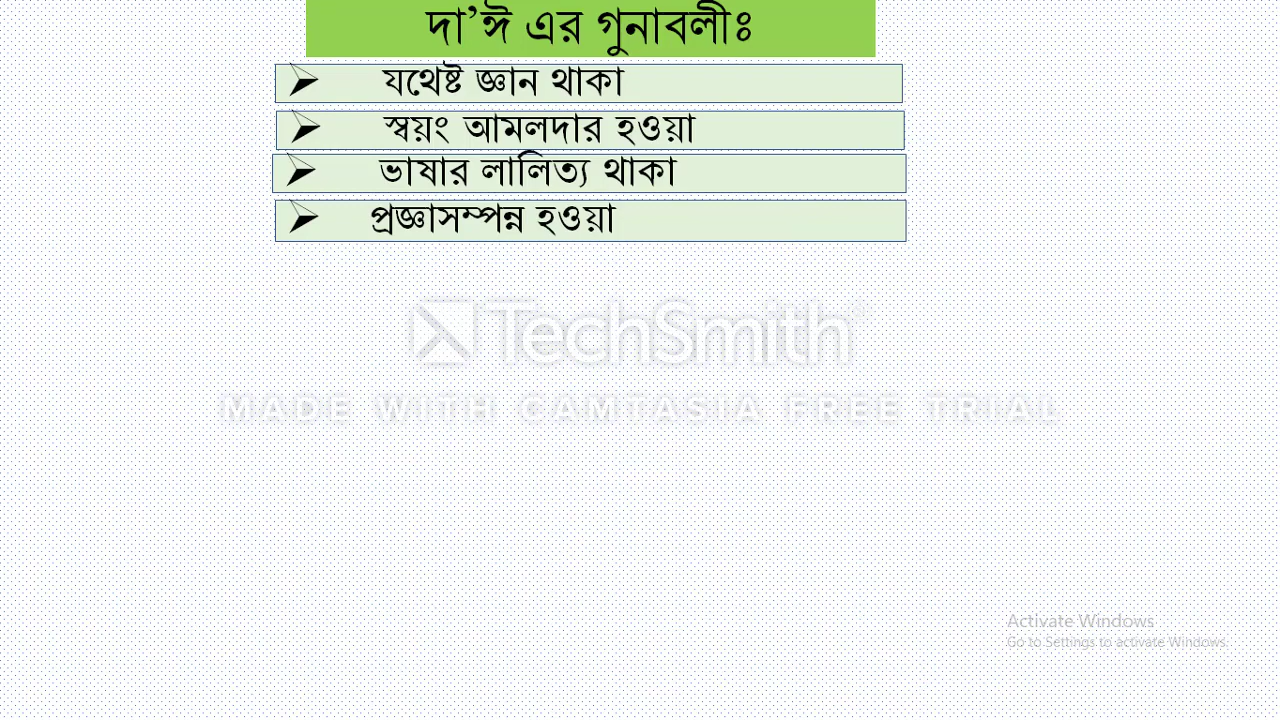 দা’ঈ এর গুনাবলীঃ
যথেষ্ট জ্ঞান থাকা
স্বয়ং আমলদার হওয়া
ভাষার লালিত্য থাকা
প্রজ্ঞাসম্পন্ন হওয়া
TechSmith®
MADE WITH CAMTASIA FREE TRIAL
Activate Windows
Go to Settings to activate Windows.